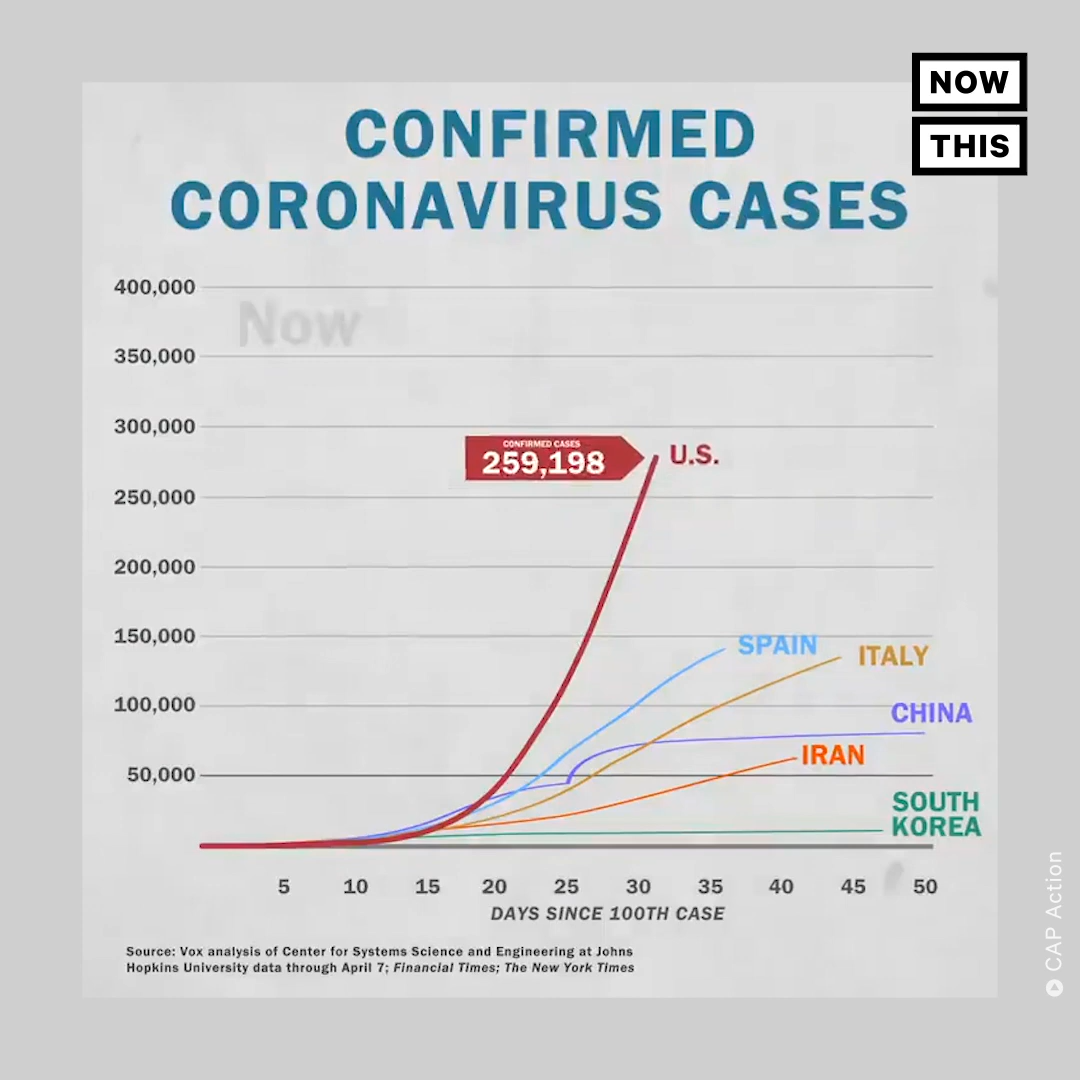 NOW
THIS
CONFIRMED
CORONAVIRUS CASES
400,000
Now
350,000
300,000
CONFIRMED CASES
259,198
U.S.
250,000
200,000
150,000
SPAIN
ITALY
100,000
CHINA
50,000
IRAN
SOUTH
KOREA
5 10 15 20 25 30 35 40 45 50
DAYS SINCE 100TH CASE
Source: Vox analysis of Center for Systems Science and Engineering at Johns
Hopkins University data through April 7; Financial Times; The New York Times
CAP Action